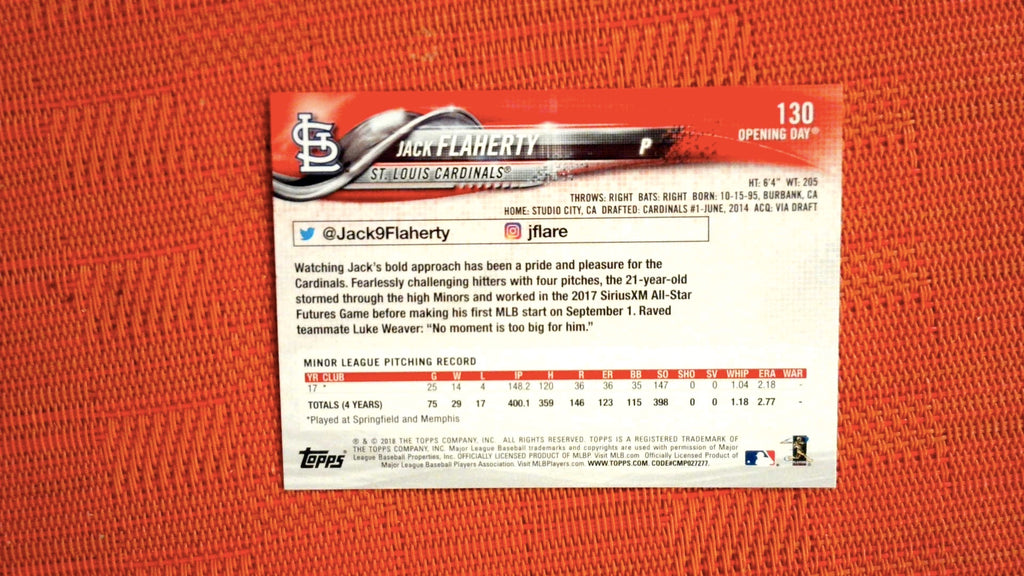 130
OPENING DAY®
STL
JACK FLAHERTY P
ST. LOUIS CARDINALS®
HT: 6'4" WT: 205
THROWS: RIGHT BATS: RIGHT BORN: 10-15-95, BURBANK, CA
HOME: STUDIO CITY, CA DRAFTED: CARDINALS #1-JUNE, 2014 ACQ: VIA DRAFT
@Jack9Flaherty jflare
Watching Jack's bold approach has been a pride and pleasure for the
Cardinals. Fearlessly challenging hitters with four pitches, the 21-year-old
stormed through the high Minors and worked in the 2017 SiriusXM All-Star
Futures Game before making his first MLB start on September 1. Raved
teammate Luke Weaver: “No moment is too big for him.”
MINOR LEAGUE PITCHING RECORD
YR CLUB G W L IP H R ER BB SO SHO SV WHIP ERA WAR
17 * 25 14 4 148.2 120 36 36 35 147 0 0 1.04 2.18 -
TOTALS (4 YEARS) 75 29 17 400.1 359 146 123 115 398 0 0 1.18 2.77 -
*Played at Springfield and Memphis
® & © 2018 THE TOPPS COMPANY, INC. ALL RIGHTS RESERVED. TOPPS IS A REGISTERED TRADEMARK OF
THE TOPPS COMPANY, INC. Major League Baseball trademarks and copyrights are used with permission of Major
League Baseball Properties, Inc. OFFICIALLY LICENSED PRODUCT OF MLBP. Visit MLB.com Officially Licensed Product of
Major League Baseball Players Association. Visit MLBPlayers.com. WWW.TOPPS.COM. CODE#CMP027277.
Topps®